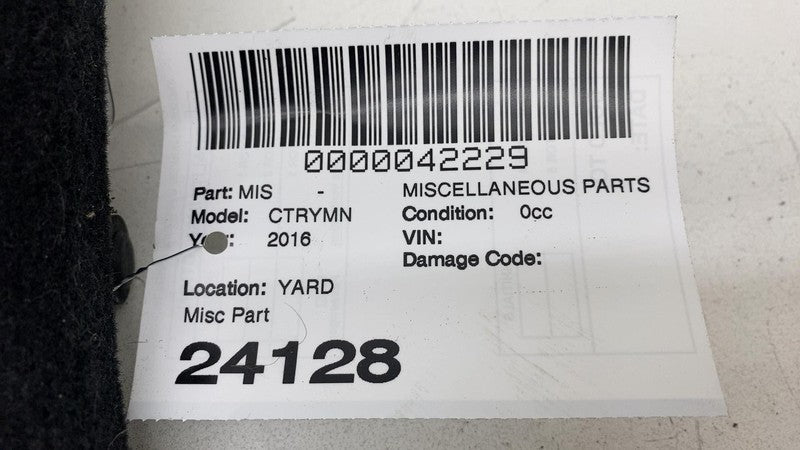 0000042229
Part: MIS - MISCELLANEOUS PARTS
Model: CTRYMN Condition: 0cc
2016 VIN:
Damage Code:
Location: YARD
Misc Part
24128